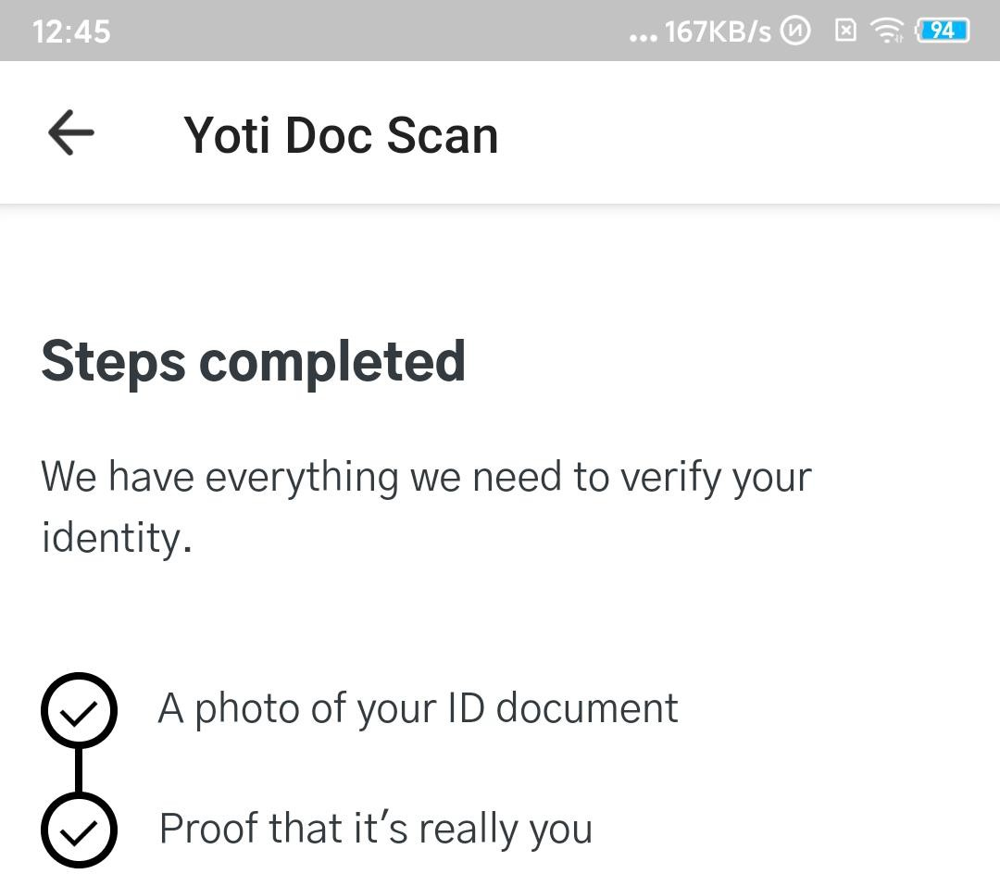 12:45 ... 167KB/s 94
Yoti Doc Scan
Steps completed
We have everything we need to verify your
identity.
A photo of your ID document
Proof that it's really you